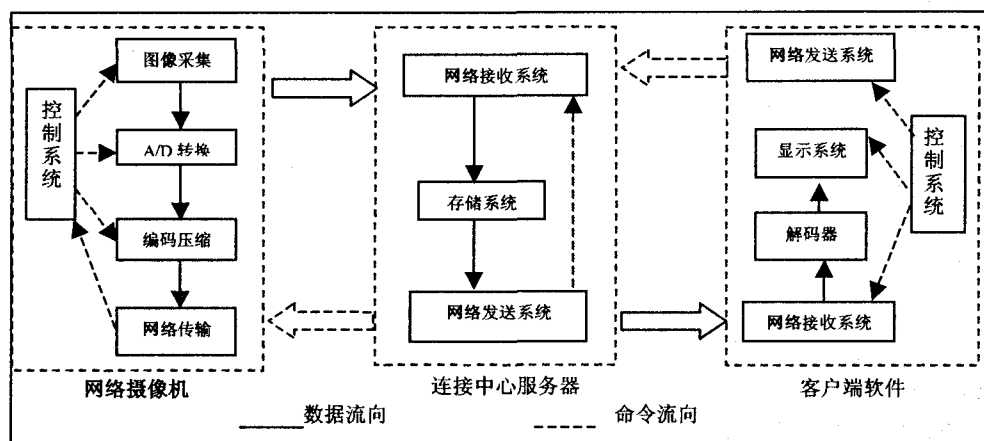 图像采集
A/D 转换
编码压缩
网络传输
控制系统
网络摄像机
网络接收系统
存储系统
网络发送系统
连接中心服务器
网络发送系统
显示系统
解码器
网络接收系统
控制系统
客户端软件
数据流向
命令流向